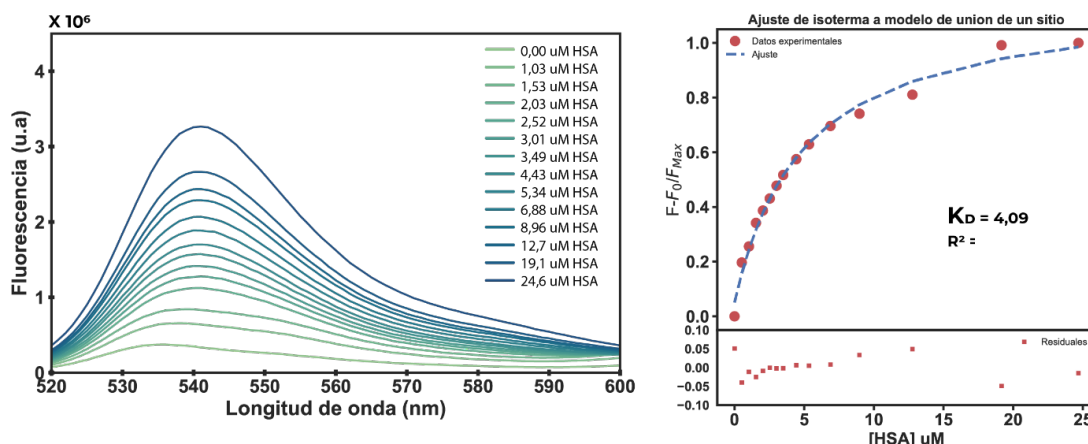 X 10⁶
Fluorescencia (u.a)
4
3
2
1
0
520 530 540 550 560 570 580 590 600
Longitud de onda (nm)
0,00 uM HSA
1,03 uM HSA
1,53 uM HSA
2,03 uM HSA
2,52 uM HSA
3,01 uM HSA
3,49 uM HSA
4,43 uM HSA
5,34 uM HSA
6,88 uM HSA
8,96 uM HSA
12,7 uM HSA
19,1 uM HSA
24,6 uM HSA
Ajuste de isoterma a modelo de union de un sitio
Datos experimentales
Ajuste
F-F₀/F_Max
1.0
0.8
0.6
0.4
0.2
0.0
K_D = 4,09
R² =
0.10
0.05
0.00
−0.05
−0.10
Residuales
0 5 10 15 20 25
[HSA] uM